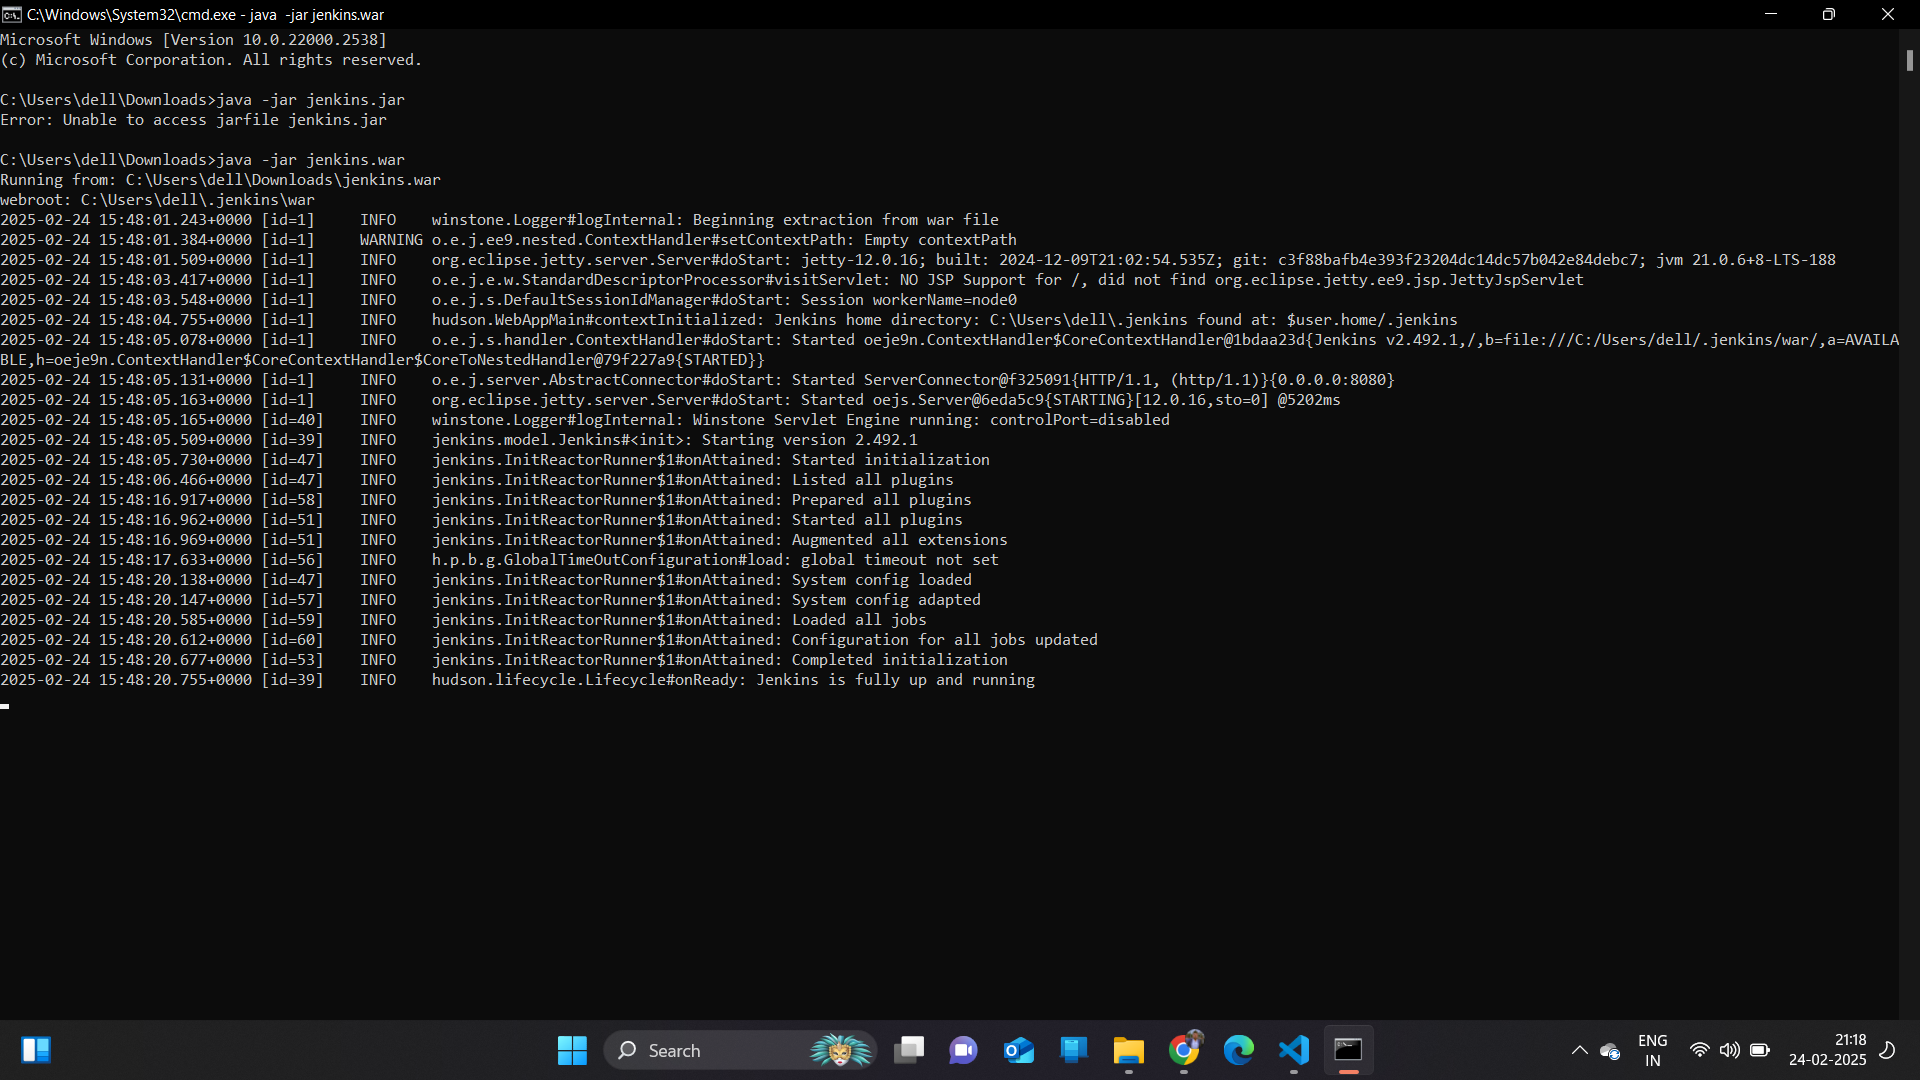 C:\Windows\System32\cmd.exe - java  -jar jenkins.war
Microsoft Windows [Version 10.0.22000.2538]
(c) Microsoft Corporation. All rights reserved.
C:\Users\dell\Downloads>java -jar jenkins.jar
Error: Unable to access jarfile jenkins.jar
C:\Users\dell\Downloads>java -jar jenkins.war
Running from: C:\Users\dell\Downloads\jenkins.war
webroot: C:\Users\dell\.jenkins\war
2025-02-24 15:48:01.243+0000 [id=1]     INFO    winstone.Logger#logInternal: Beginning extraction from war file
2025-02-24 15:48:01.384+0000 [id=1]     WARNING o.e.j.ee9.nested.ContextHandler#setContextPath: Empty contextPath
2025-02-24 15:48:01.509+0000 [id=1]     INFO    org.eclipse.jetty.server.Server#doStart: jetty-12.0.16; built: 2024-12-09T21:02:54.535Z; git: c3f88bafb4e393f23204dc14dc57b042e84debc7; jvm 21.0.6+8-LTS-188
2025-02-24 15:48:03.417+0000 [id=1]     INFO    o.e.j.e.w.StandardDescriptorProcessor#visitServlet: NO JSP Support for /, did not find org.eclipse.jetty.ee9.jsp.JettyJspServlet
2025-02-24 15:48:03.548+0000 [id=1]     INFO    o.e.j.s.DefaultSessionIdManager#doStart: Session workerName=node0
2025-02-24 15:48:04.755+0000 [id=1]     INFO    hudson.WebAppMain#contextInitialized: Jenkins home directory: C:\Users\dell\.jenkins found at: $user.home/.jenkins
2025-02-24 15:48:05.078+0000 [id=1]     INFO    o.e.j.s.handler.ContextHandler#doStart: Started oeje9n.ContextHandler$CoreContextHandler@1bdaa23d{Jenkins v2.492.1,/,b=file:///C:/Users/dell/.jenkins/war/,a=AVAILA
BLE,h=oeje9n.ContextHandler$CoreContextHandler$CoreToNestedHandler@79f227a9{STARTED}}
2025-02-24 15:48:05.131+0000 [id=1]     INFO    o.e.j.server.AbstractConnector#doStart: Started ServerConnector@f325091{HTTP/1.1, (http/1.1)}{0.0.0.0:8080}
2025-02-24 15:48:05.163+0000 [id=1]     INFO    org.eclipse.jetty.server.Server#doStart: Started oejs.Server@6eda5c9{STARTING}[12.0.16,sto=0] @5202ms
2025-02-24 15:48:05.165+0000 [id=40]    INFO    winstone.Logger#logInternal: Winstone Servlet Engine running: controlPort=disabled
2025-02-24 15:48:05.509+0000 [id=39]    INFO    jenkins.model.Jenkins#<init>: Starting version 2.492.1
2025-02-24 15:48:05.730+0000 [id=47]    INFO    jenkins.InitReactorRunner$1#onAttained: Started initialization
2025-02-24 15:48:06.466+0000 [id=47]    INFO    jenkins.InitReactorRunner$1#onAttained: Listed all plugins
2025-02-24 15:48:16.917+0000 [id=58]    INFO    jenkins.InitReactorRunner$1#onAttained: Prepared all plugins
2025-02-24 15:48:16.962+0000 [id=51]    INFO    jenkins.InitReactorRunner$1#onAttained: Started all plugins
2025-02-24 15:48:16.969+0000 [id=51]    INFO    jenkins.InitReactorRunner$1#onAttained: Augmented all extensions
2025-02-24 15:48:17.633+0000 [id=56]    INFO    h.p.b.g.GlobalTimeOutConfiguration#load: global timeout not set
2025-02-24 15:48:20.138+0000 [id=47]    INFO    jenkins.InitReactorRunner$1#onAttained: System config loaded
2025-02-24 15:48:20.147+0000 [id=57]    INFO    jenkins.InitReactorRunner$1#onAttained: System config adapted
2025-02-24 15:48:20.585+0000 [id=59]    INFO    jenkins.InitReactorRunner$1#onAttained: Loaded all jobs
2025-02-24 15:48:20.612+0000 [id=60]    INFO    jenkins.InitReactorRunner$1#onAttained: Configuration for all jobs updated
2025-02-24 15:48:20.677+0000 [id=53]    INFO    jenkins.InitReactorRunner$1#onAttained: Completed initialization
2025-02-24 15:48:20.755+0000 [id=39]    INFO    hudson.lifecycle.Lifecycle#onReady: Jenkins is fully up and running
Search
ENG
IN
21:18
24-02-2025